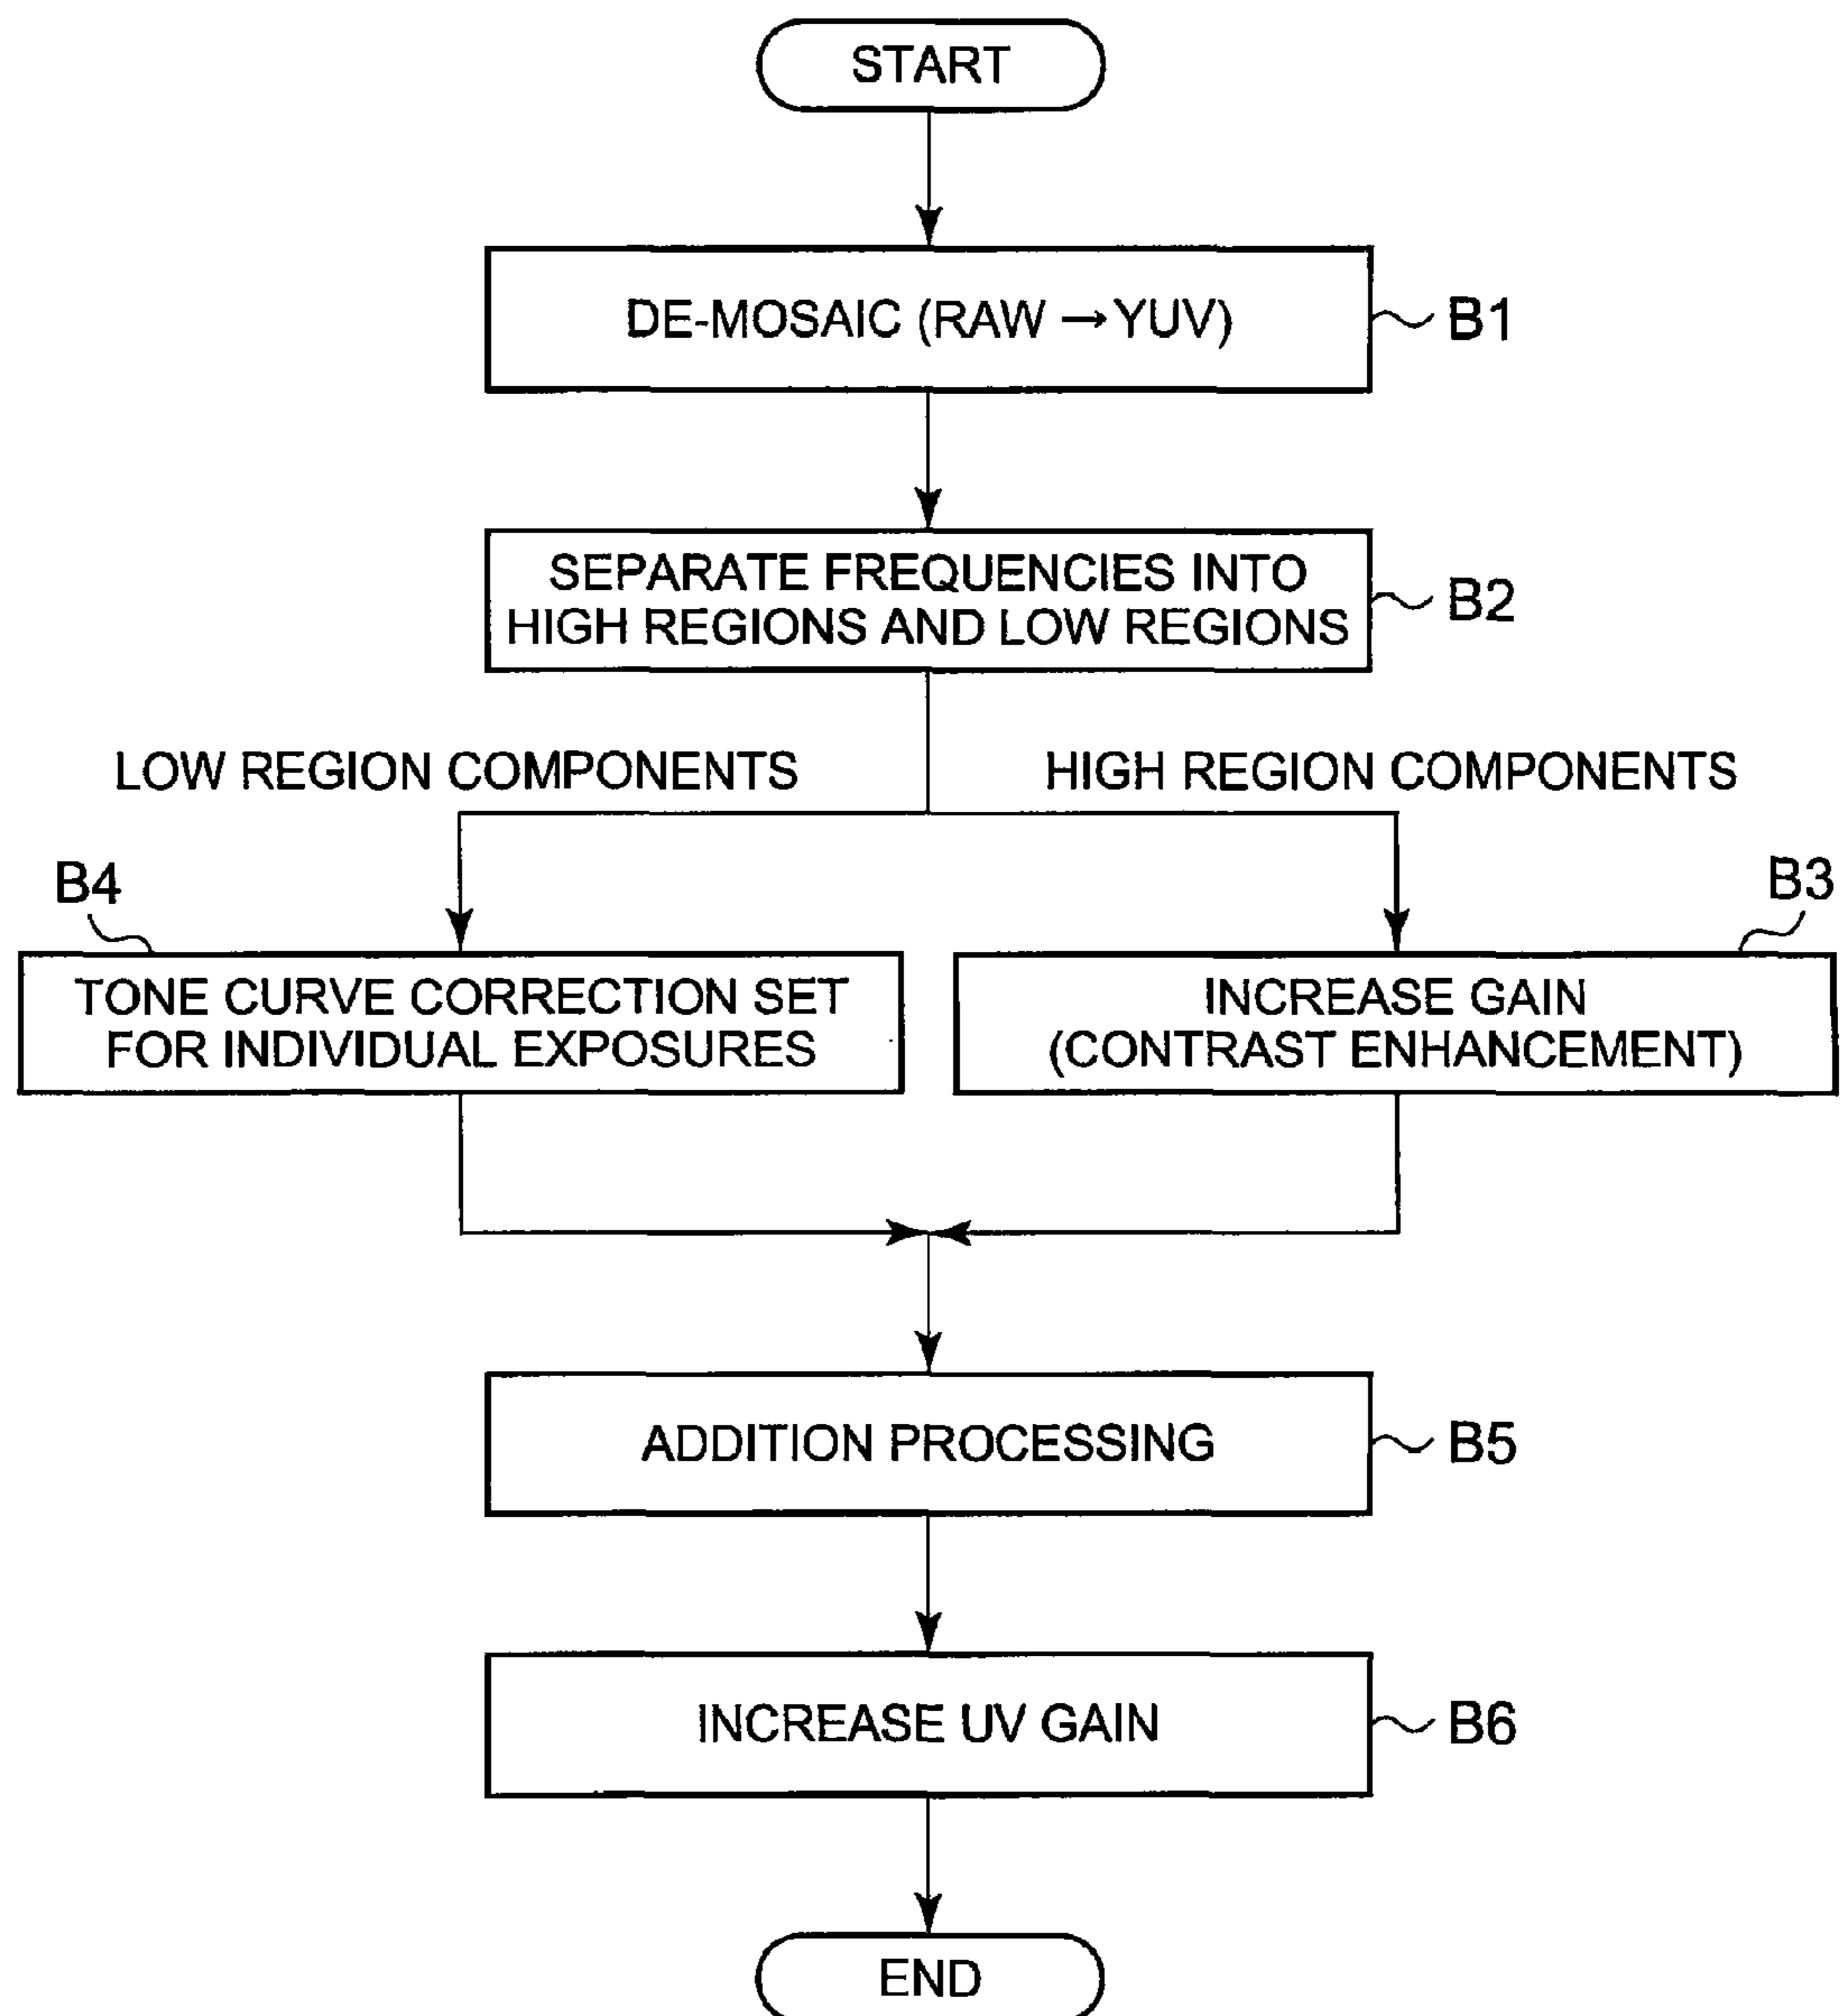 START
DE-MOSAIC (RAW → YUV)
B1
SEPARATE FREQUENCIES INTO
HIGH REGIONS AND LOW REGIONS
B2
LOW REGION COMPONENTS
HIGH REGION COMPONENTS
B4
B3
TONE CURVE CORRECTION SET
FOR INDIVIDUAL EXPOSURES
INCREASE GAIN
(CONTRAST ENHANCEMENT)
ADDITION PROCESSING
B5
INCREASE UV GAIN
B6
END